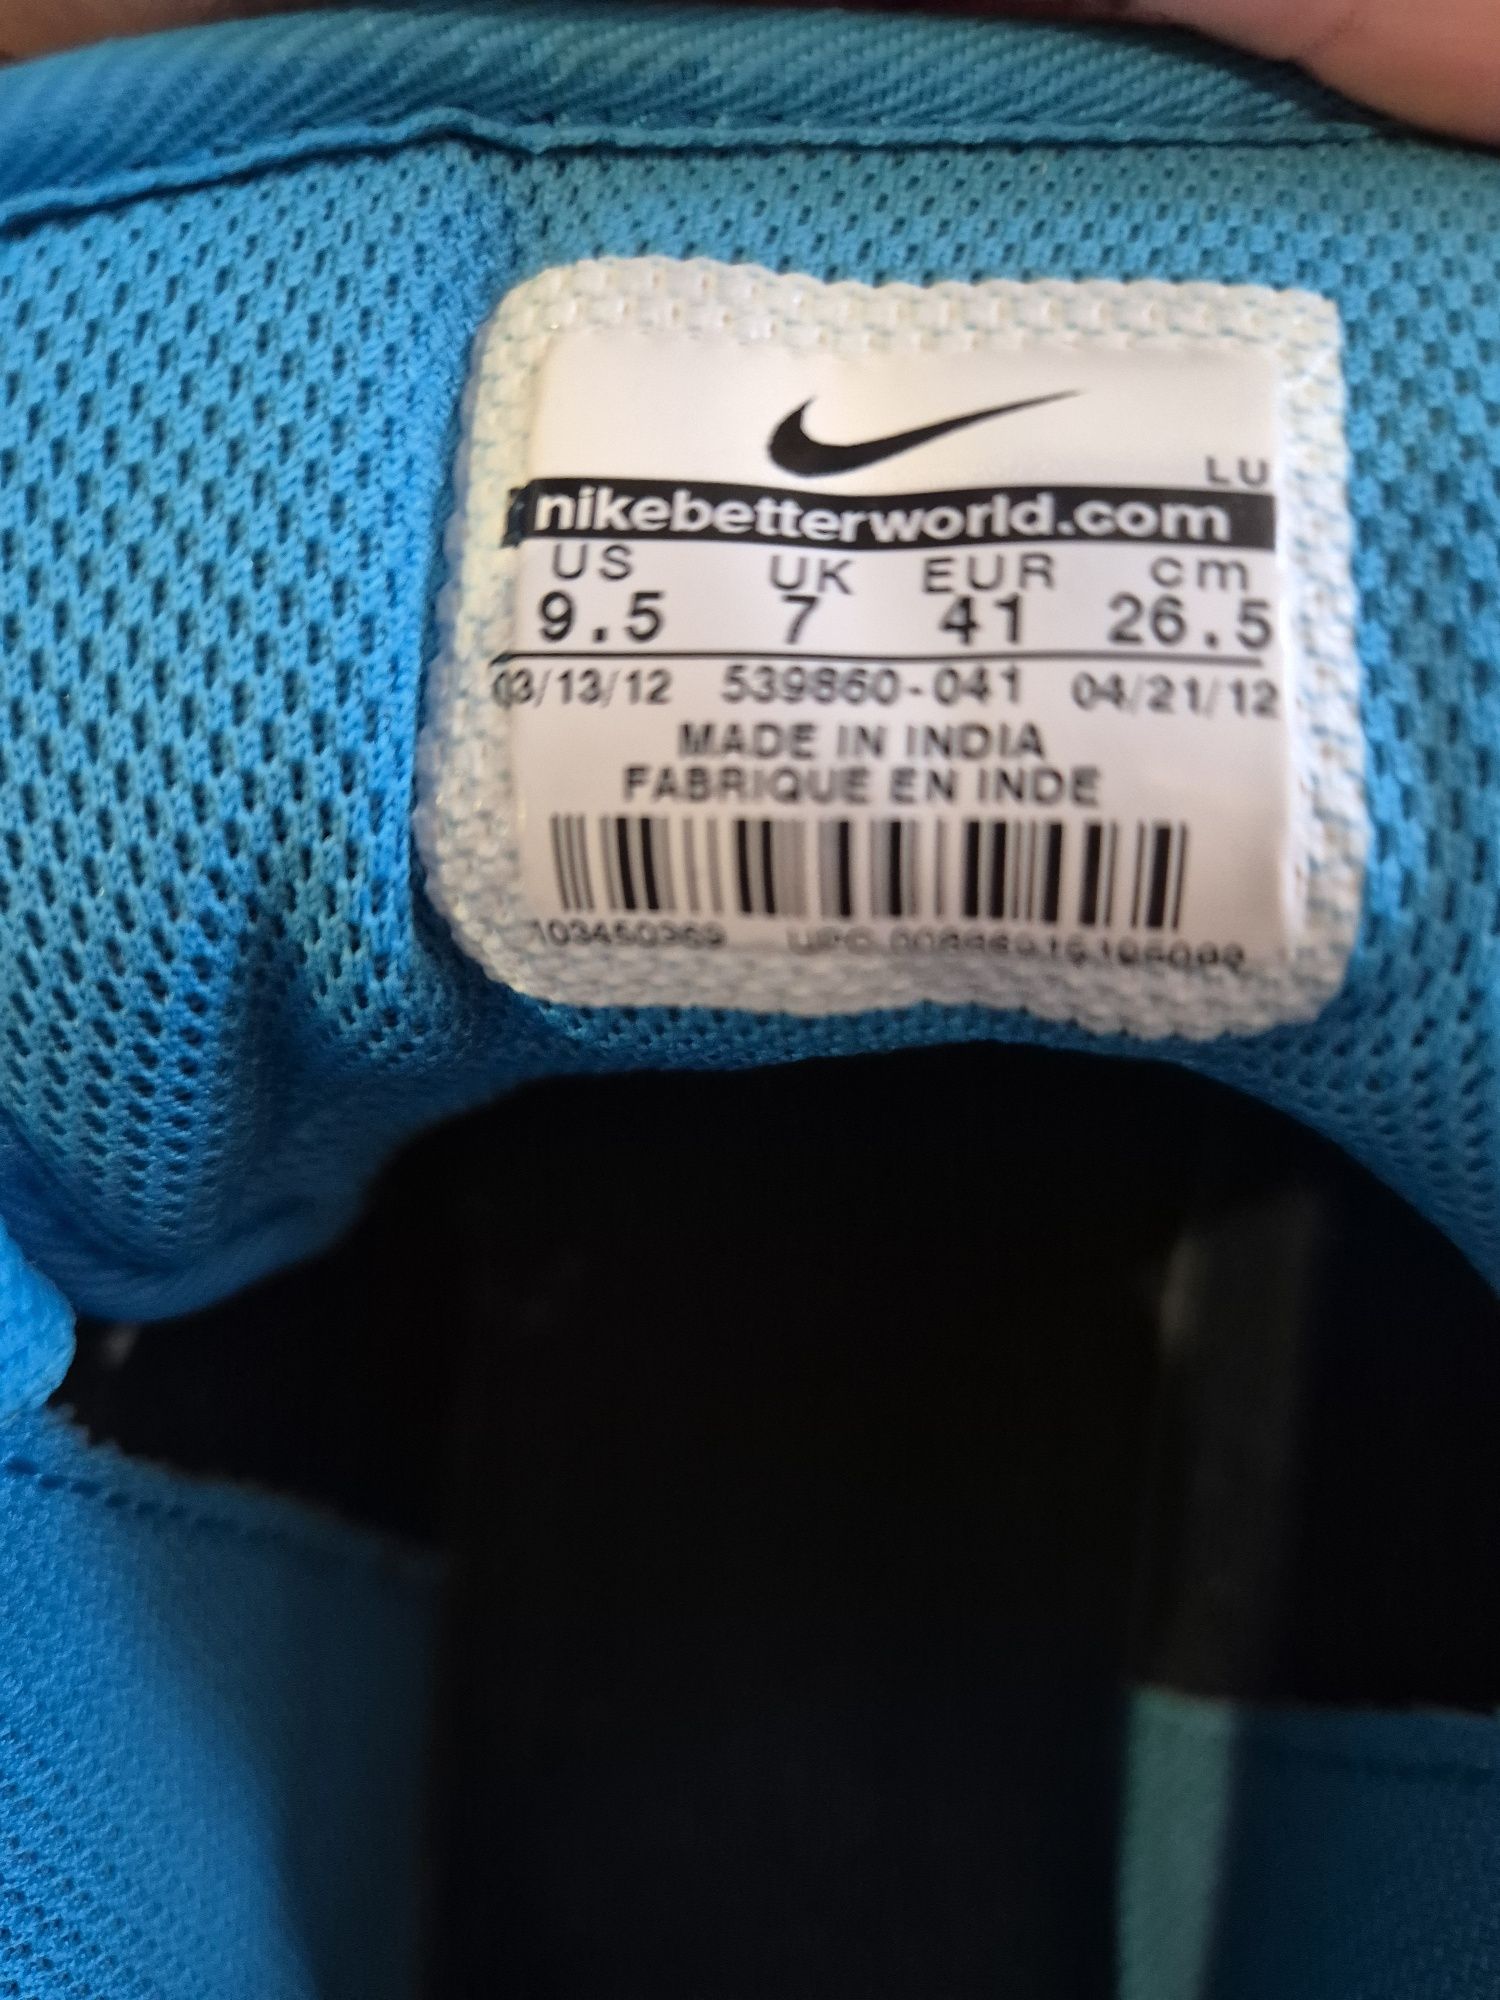 LU
nikebetterworld.com
US UK EUR cm
9.5 7 41 26.5
03/13/12 539860-041 04/21/12
MADE IN INDIA
FABRIQUE EN INDE
UPC